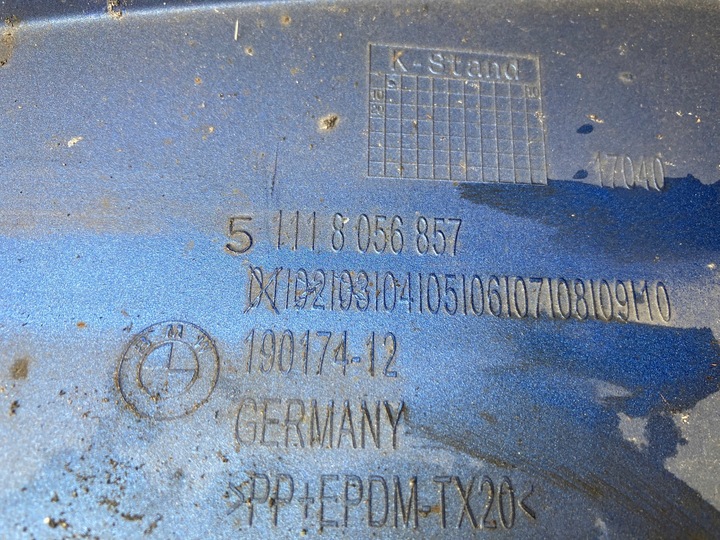 K-Stand
17040
5 111 8 056 857
02|03|04|05|06|07|08|09|10
190174-12
BMW
GERMANY
>PP+EPDM-TX20<